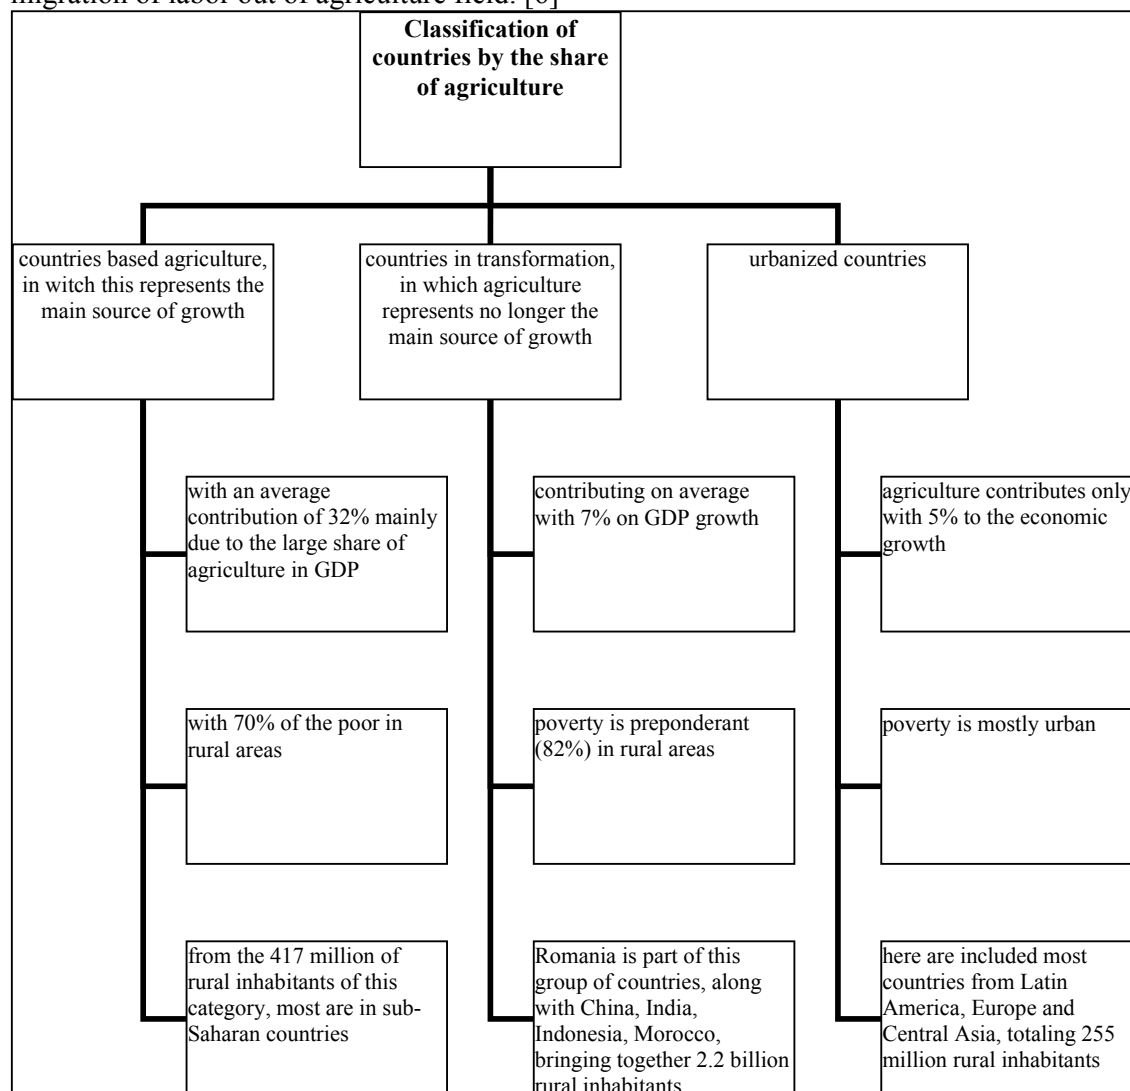 migration of labor out of agriculture field. [6]
Classification of
countries by the share
of agriculture
countries based agriculture,
in witch this represents the
main source of growth
countries in transformation,
in which agriculture
represents no longer the
main source of growth
urbanized countries
with an average
contribution of 32% mainly
due to the large share of
agriculture in GDP
contributing on average
with 7% on GDP growth
agriculture contributes only
with 5% to the economic
growth
with 70% of the poor in
rural areas
poverty is preponderant
(82%) in rural areas
poverty is mostly urban
from the 417 million of
rural inhabitants of this
category, most are in sub-
Saharan countries
Romania is part of this
group of countries, along
with China, India,
Indonesia, Morocco,
bringing together 2.2 billion
rural inhabitants
here are included most
countries from Latin
America, Europe and
Central Asia, totaling 255
million rural inhabitants